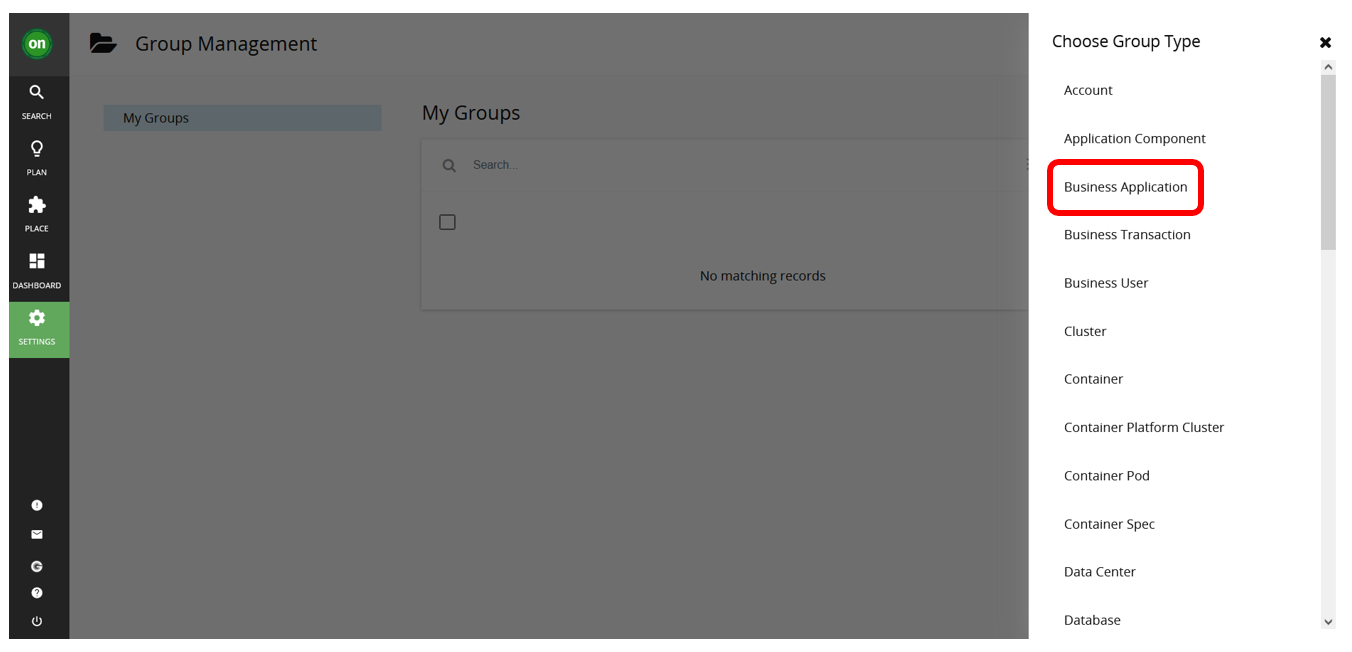 on
SEARCH
PLAN
PLACE
DASHBOARD
SETTINGS
Group Management
My Groups
My Groups
Search...
No matching records
Choose Group Type
Account
Application Component
Business Application
Business Transaction
Business User
Cluster
Container
Container Platform Cluster
Container Pod
Container Spec
Data Center
Database